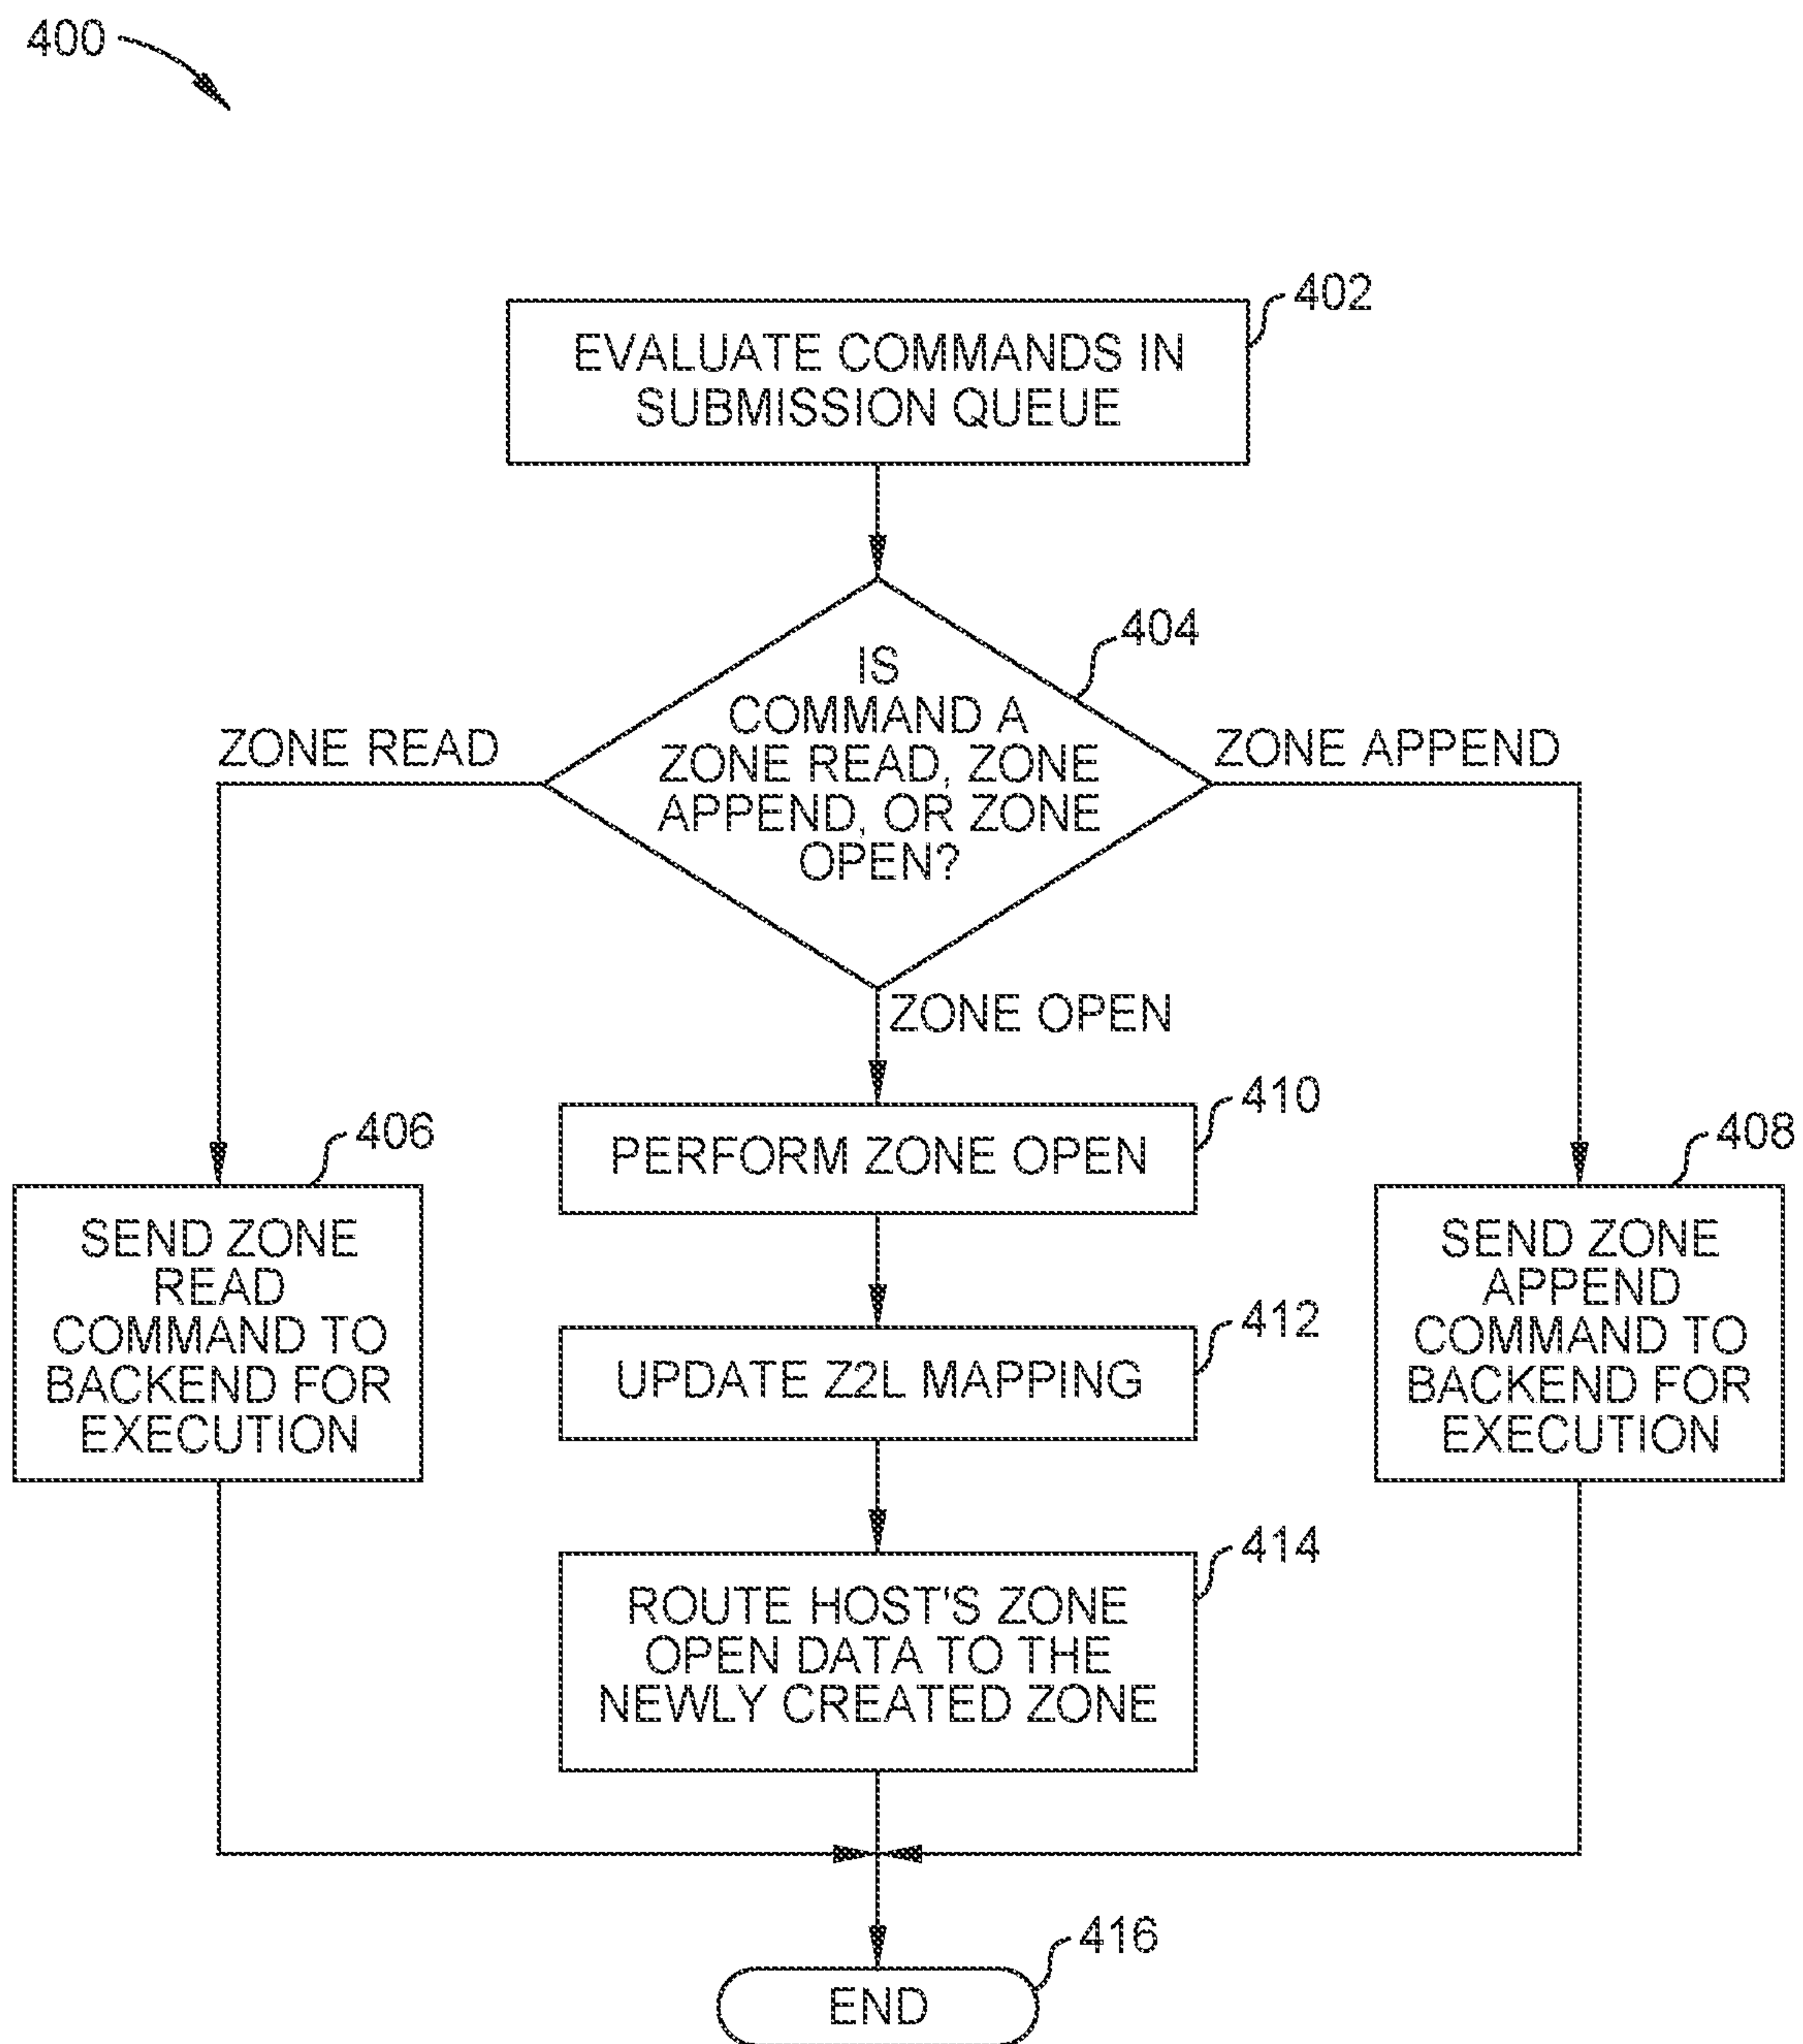 400
402
EVALUATE COMMANDS IN
SUBMISSION QUEUE
404
IS
COMMAND A
ZONE READ, ZONE
APPEND, OR ZONE
OPEN?
ZONE READ
ZONE APPEND
ZONE OPEN
406
SEND ZONE
READ
COMMAND TO
BACKEND FOR
EXECUTION
410
PERFORM ZONE OPEN
412
UPDATE Z2L MAPPING
414
ROUTE HOST'S ZONE
OPEN DATA TO THE
NEWLY CREATED ZONE
408
SEND ZONE
APPEND
COMMAND TO
BACKEND FOR
EXECUTION
416
END